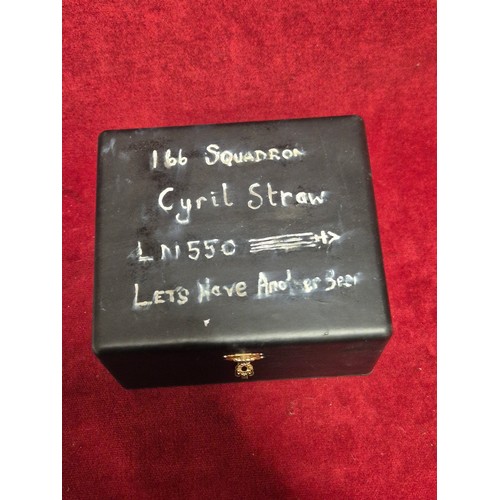 166 SQUADRON
Cyril Straw
LN550
LETS Have Another Beer